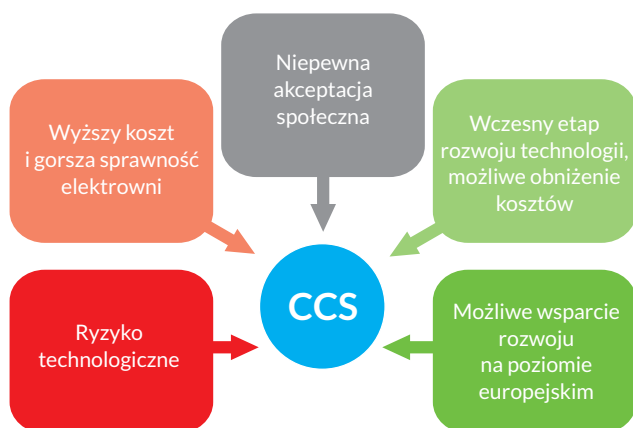 Niepewna
akceptacja
społeczna
Wyższy koszt
i gorsza sprawność
elektrowni
Wczesny etap
rozwoju technologii,
możliwe obniżenie
kosztów
CCS
Ryzyko
technologiczne
Możliwe wsparcie
rozwoju
na poziomie
europejskim